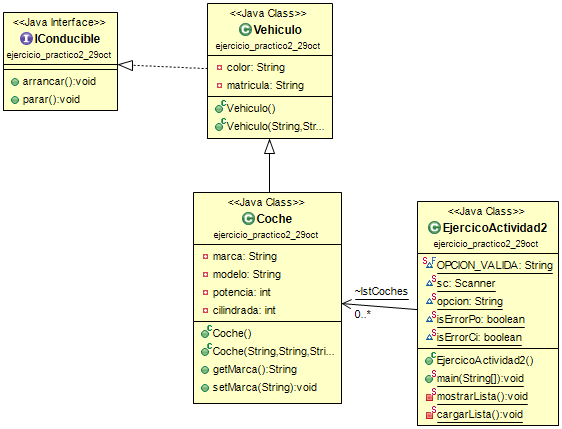 <<Java Interface>>
IConducible
ejercicio_practico2_29oct
arrancar():void
parar():void
<<Java Class>>
Vehiculo
ejercicio_practico2_29oct
color: String
matricula: String
Vehiculo()
Vehiculo(String,Str...
<<Java Class>>
Coche
ejercicio_practico2_29oct
marca: String
modelo: String
potencia: int
cilindrada: int
Coche()
Coche(String,String,Stri...
getMarca():String
setMarca(String):void
~lstCoches
0..*
<<Java Class>>
EjercicoActividad2
ejercicio_practico2_29oct
OPCION_VALIDA: String
sc: Scanner
opcion: String
isErrorPo: boolean
isErrorCi: boolean
EjercicoActividad2()
main(String[]):void
mostrarLista():void
cargarLista():void